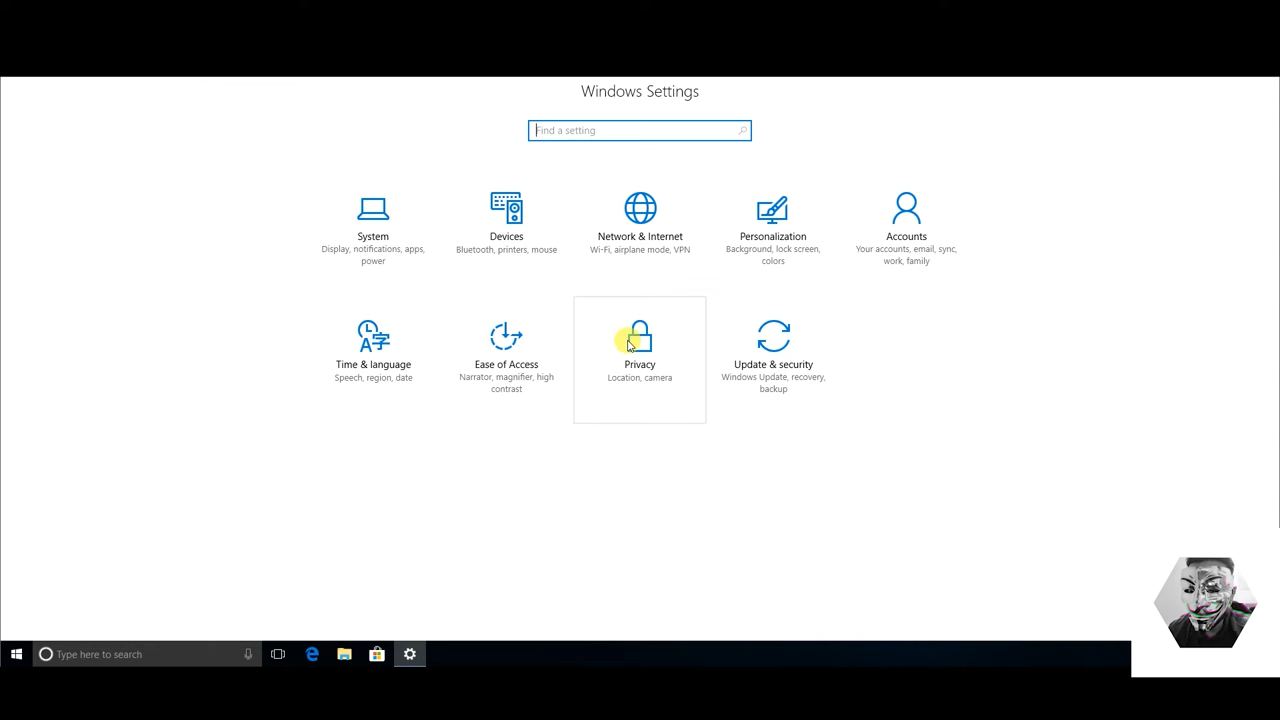 Windows Settings
Find a setting
System
Display, notifications, apps,
power
Devices
Bluetooth, printers, mouse
Network & Internet
Wi-Fi, airplane mode, VPN
Personalization
Background, lock screen,
colors
Accounts
Your accounts, email, sync,
work, family
Time & language
Speech, region, date
Ease of Access
Narrator, magnifier, high
contrast
Privacy
Location, camera
Update & security
Windows Update, recovery,
backup
Type here to search